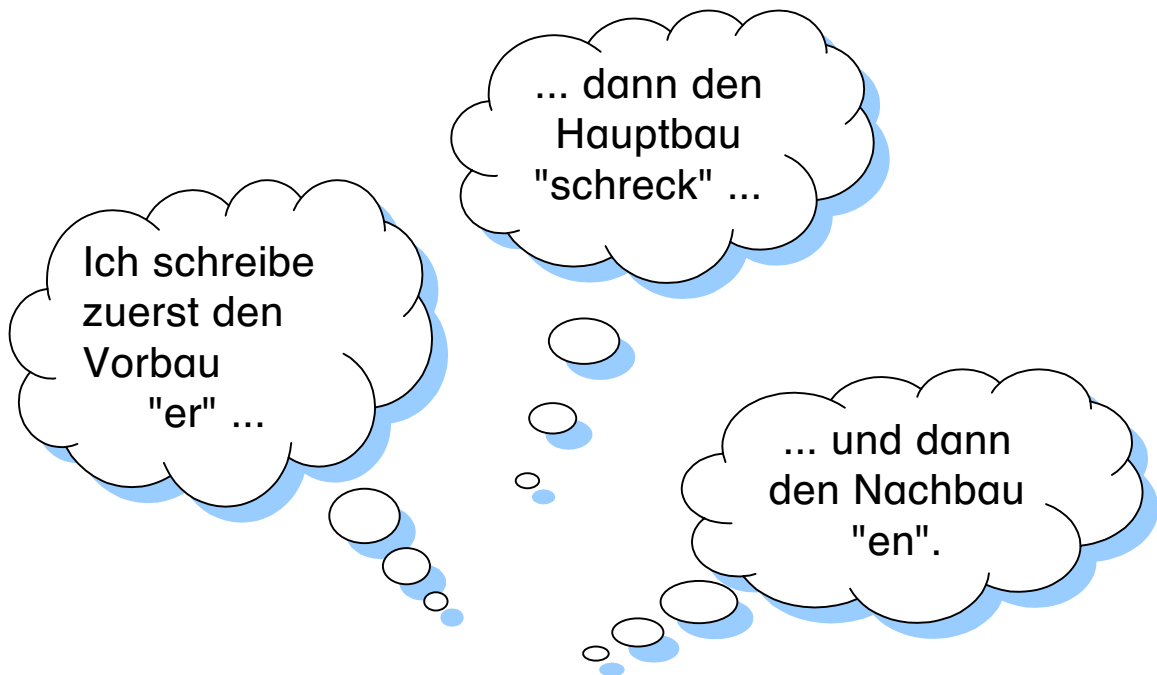 Ich schreibe
zuerst den
Vorbau
"er" ...
... dann den
Hauptbau
"schreck" ...
... und dann
den Nachbau
"en".